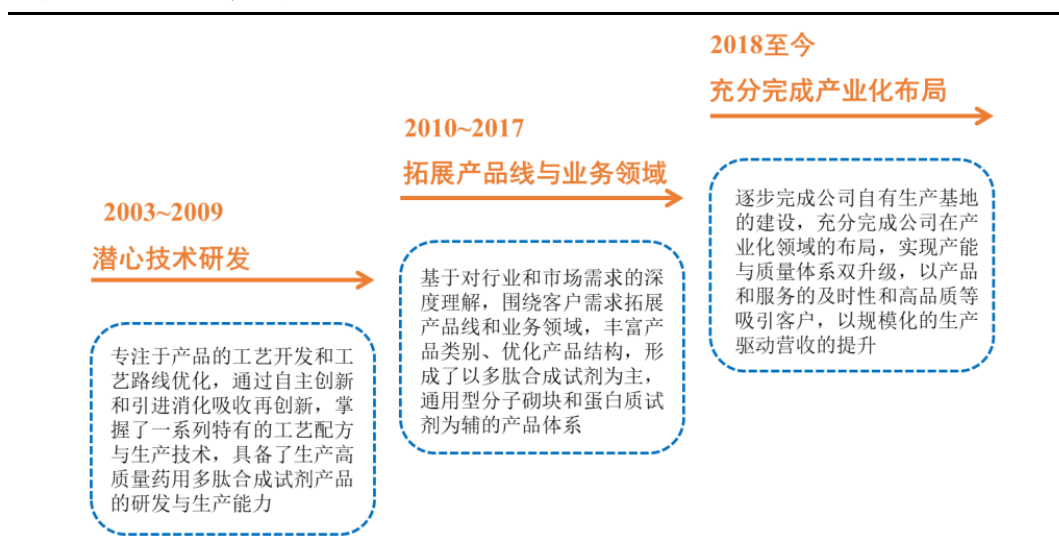 2003~2009
潜心技术研发
专注于产品的工艺开发和工
艺路线优化，通过自主创新
和引进消化吸收再创新，掌
握了一系列特有的工艺配方
与生产技术，具备了生产高
质量药用多肽合成试剂产品
的研发与生产能力
2010~2017
拓展产品线与业务领域
基于对行业和市场需求的深
度理解，围绕客户需求拓展
产品线和业务领域，丰富产
品类别、优化产品结构，形
成了以多肽合成试剂为主，
通用型分子砌块和蛋白质试
剂为辅的产品体系
2018至今
充分完成产业化布局
逐步完成公司自有生产基地
的建设，充分完成公司在产
业化领域的布局，实现产能
与质量体系双升级，以产品
和服务的及时性和高品质等
吸引客户，以规模化的生产
驱动营收的提升